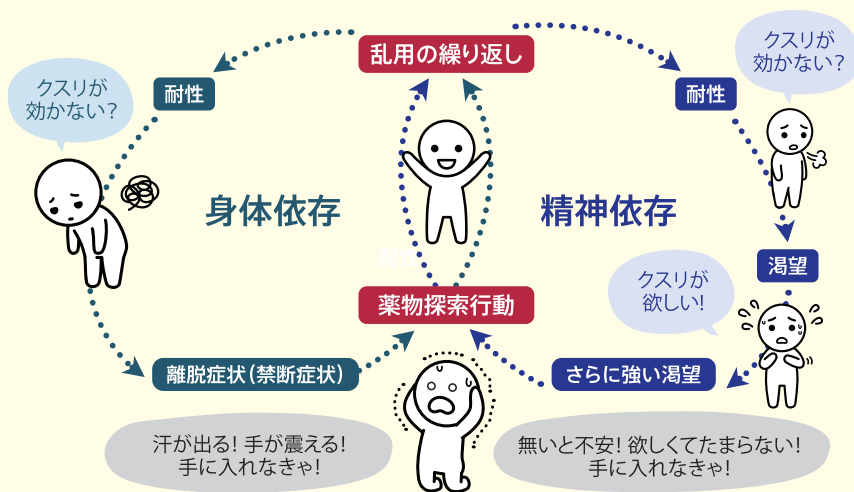 乱用の繰り返し
クスリが
効かない?
耐性
身体依存
離脱症状(禁断症状)
汗が出る! 手が震える!
手に入れなきゃ!
クスリが
効かない?
耐性
精神依存
渇望
クスリが
欲しい!
さらに強い渇望
無いと不安! 欲しくてたまらない!
手に入れなきゃ!
薬物探索行動
耐性